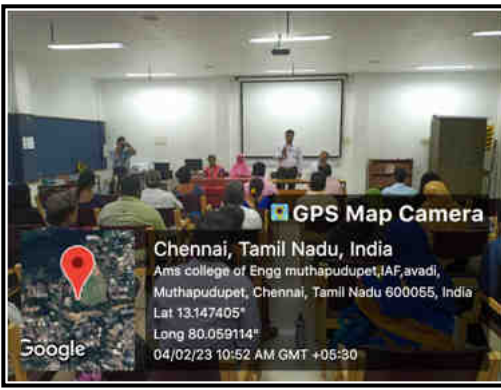 GPS Map Camera
Chennai, Tamil Nadu, India
Ams college of Engg muthapudupet,IAF,avadi,
Muthapudupet, Chennai, Tamil Nadu 600055, India
Lat 13.147405°
Long 80.059114°
04/02/23 10:52 AM GMT +05:30
Google